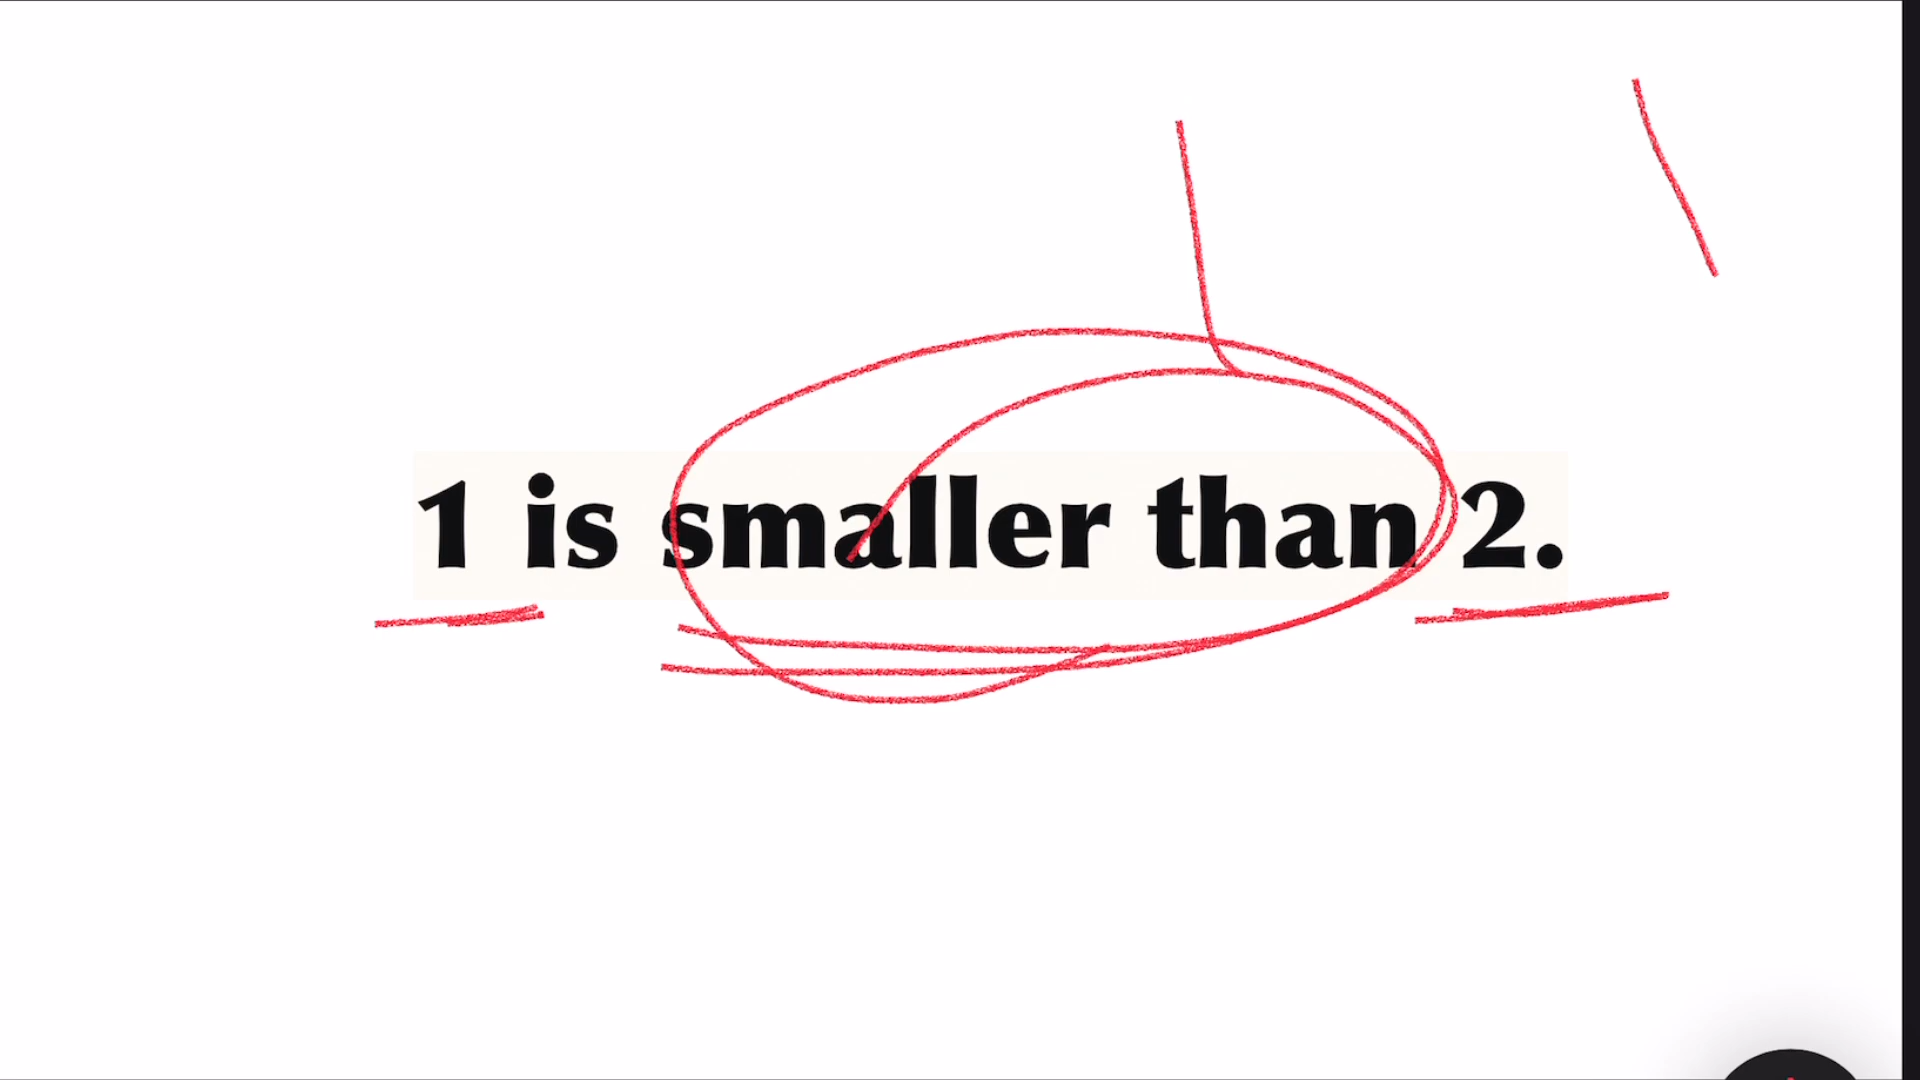 1 is smaller than 2.